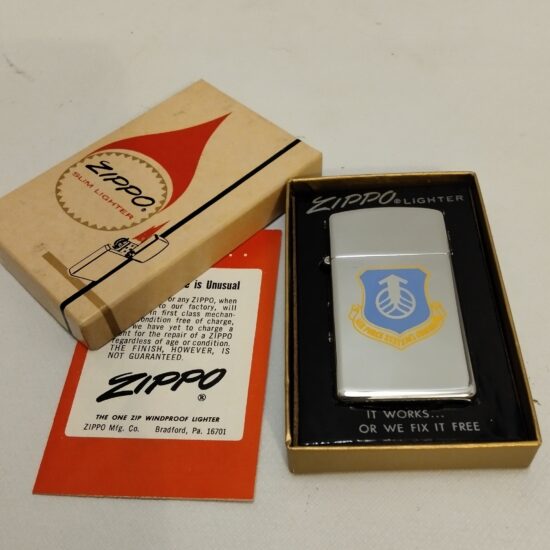 ZIPPO®
SLIM LIGHTER
ZIPPO® LIGHTER
AIR FORCE SYSTEMS COMMAND
IT WORKS...
OR WE FIX IT FREE
e is Unusual
or any ZIPPO, when
to our factory, will
in first class mechan-
condition free of charge,
we have yet to charge a
nt for the repair of a ZIPPO
regardless of age or condition.
THE FINISH, HOWEVER, IS
NOT GUARANTEED.
ZIPPO®
THE ONE ZIP WINDPROOF LIGHTER
ZIPPO Mfg. Co. Bradford, Pa. 16701